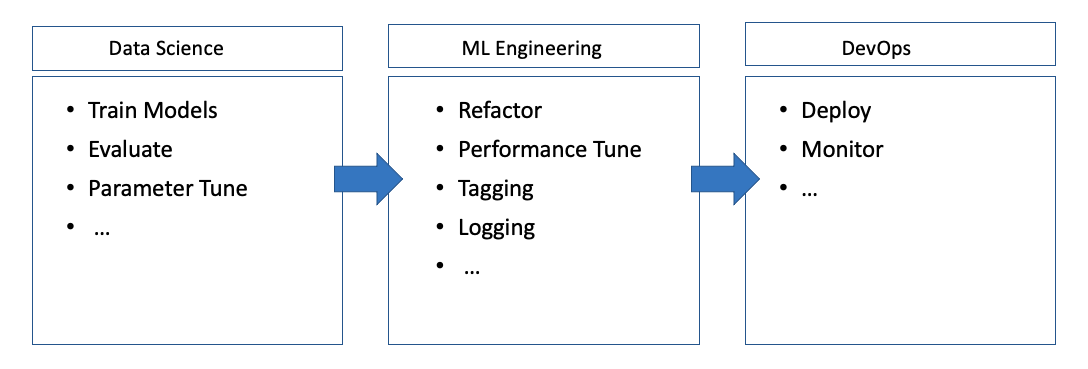 Data Science
• Train Models
• Evaluate
• Parameter Tune
• ...
ML Engineering
• Refactor
• Performance Tune
• Tagging
• Logging
• ...
DevOps
• Deploy
• Monitor
• ...